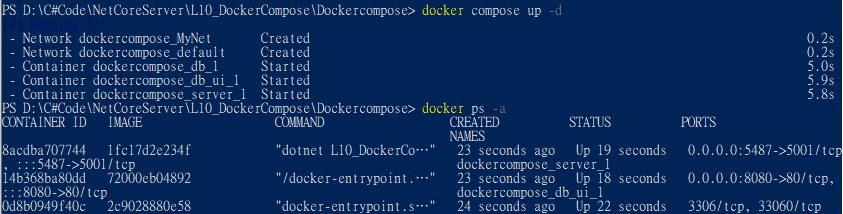 PS D:\C#Code\NetCoreServer\L10_DockerCompose\Dockercompose> docker compose up -d
[+] Running 5/5
- Network dockercompose_MyNet Created 0.2s
- Network dockercompose_default Created 0.2s
- Container dockercompose_db_1 Started 5.0s
- Container dockercompose_db_ui_1 Started 5.9s
- Container dockercompose_server_1 Started 5.8s
PS D:\C#Code\NetCoreServer\L10_DockerCompose\Dockercompose> docker ps -a
CONTAINER ID IMAGE COMMAND CREATED STATUS PORTS
NAMES
8acdba707744 1fc17d2e234f "dotnet L10_DockerCo…" 23 seconds ago Up 19 seconds 0.0.0.0:5487->5001/tcp
, :::5487->5001/tcp dockercompose_server_1
14b368ba80dd 72000eb04892 "/docker-entrypoint.…" 23 seconds ago Up 18 seconds 0.0.0.0:8080->80/tcp,
:::8080->80/tcp dockercompose_db_ui_1
0d8b0949f40c 2c9028880e58 "docker-entrypoint.s…" 24 seconds ago Up 22 seconds 3306/tcp, 33060/tcp